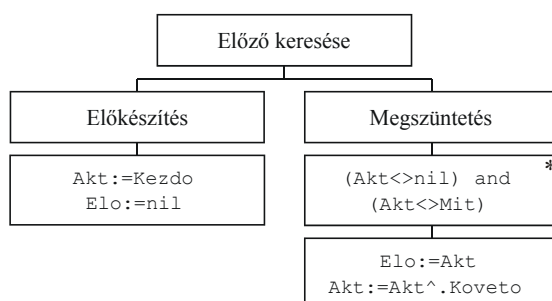 Előző keresése
Előkészítés
Megszüntetés
Akt:=Kezdo
Elo:=nil
*
(Akt<>nil) and
(Akt<>Mit)
Elo:=Akt
Akt:=Akt^.Koveto